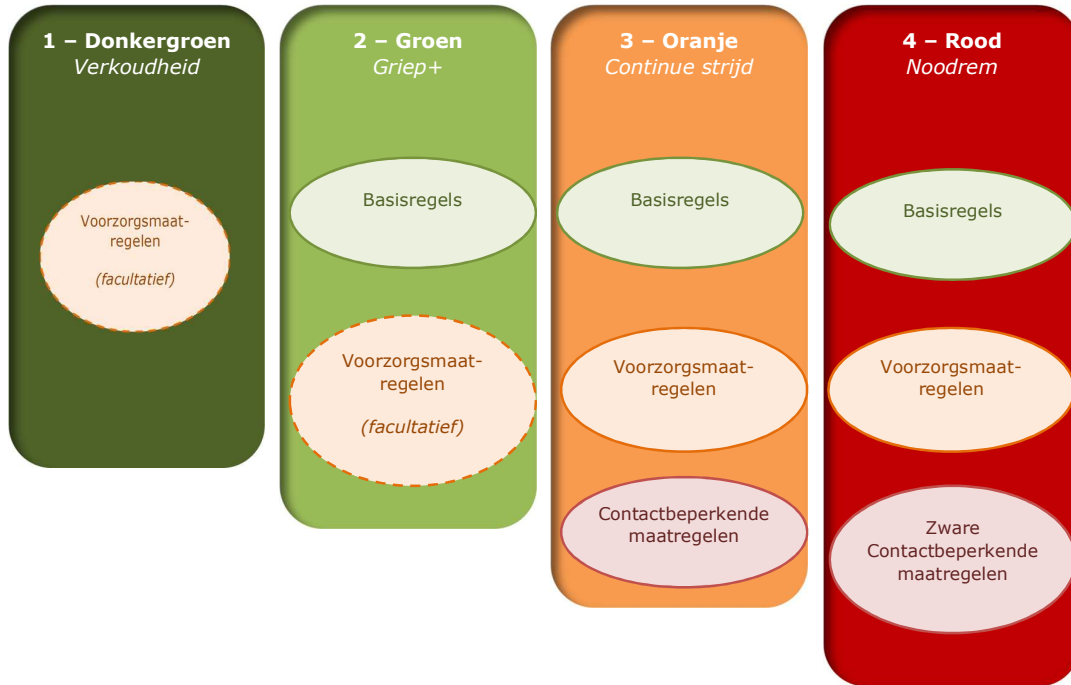 1 – Donkergroen
Verkoudheid
Voorzorgsmaat-
regelen
(facultatief)
2 – Groen
Griep+
Basisregels
Voorzorgsmaat-
regelen
(facultatief)
3 – Oranje
Continue strijd
Basisregels
Voorzorgsmaat-
regelen
Contactbeperkende
maatregelen
4 – Rood
Noodrem
Basisregels
Voorzorgsmaat-
regelen
Zware
Contactbeperkende
maatregelen